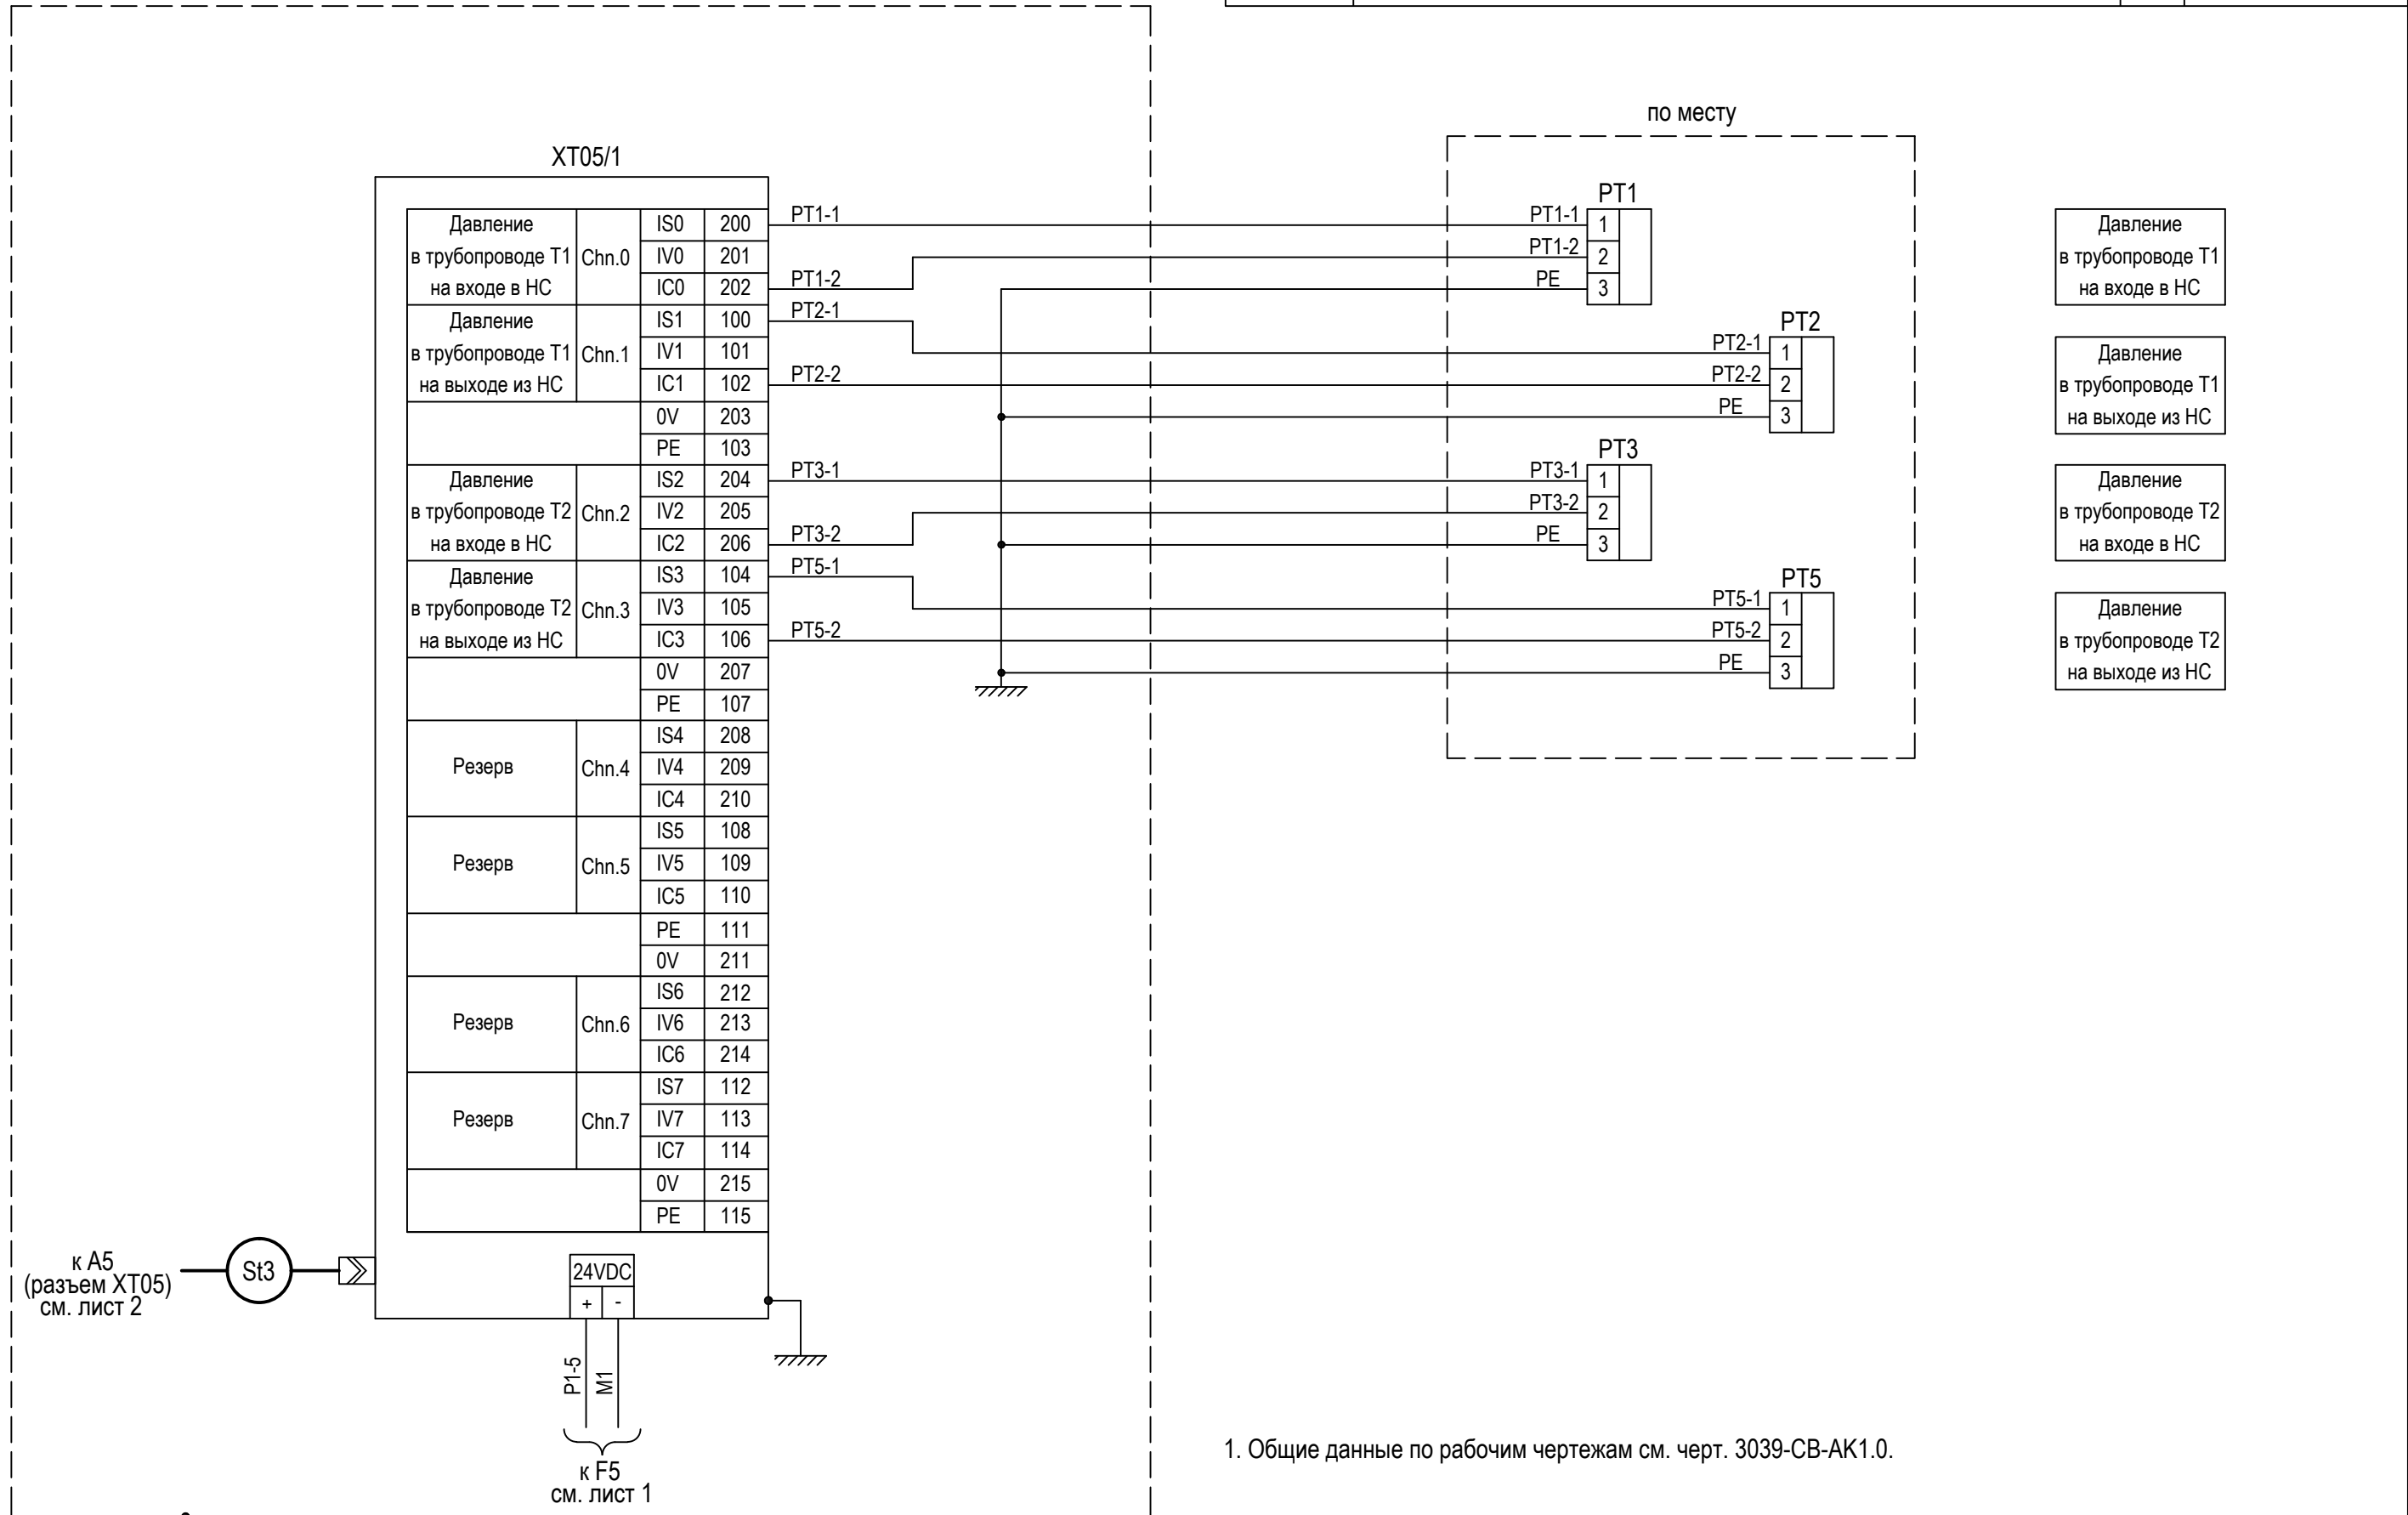 по месту
XT05/1
Давление
в трубопроводе Т1
на входе в НС
Chn.0
IS0 200
IV0 201
IC0 202
Давление
в трубопроводе Т1
на выходе из НС
Chn.1
IS1 100
IV1 101
IC1 102
0V 203
PE 103
Давление
в трубопроводе Т2
на входе в НС
Chn.2
IS2 204
IV2 205
IC2 206
Давление
в трубопроводе Т2
на выходе из НС
Chn.3
IS3 104
IV3 105
IC3 106
0V 207
PE 107
Резерв
Chn.4
IS4 208
IV4 209
IC4 210
Резерв
Chn.5
IS5 108
IV5 109
IC5 110
PE 111
0V 211
Резерв
Chn.6
IS6 212
IV6 213
IC6 214
Резерв
Chn.7
IS7 112
IV7 113
IC7 114
0V 215
PE 115
PT1-1
PT1-2
PT2-1
PT2-2
PT3-1
PT3-2
PT5-1
PT5-2
PT1
PT1-1 1
PT1-2 2
PE 3
PT2
PT2-1 1
PT2-2 2
PE 3
PT3
PT3-1 1
PT3-2 2
PE 3
PT5
PT5-1 1
PT5-2 2
PE 3
Давление
в трубопроводе Т1
на входе в НС
Давление
в трубопроводе Т1
на выходе из НС
Давление
в трубопроводе Т2
на входе в НС
Давление
в трубопроводе Т2
на выходе из НС
к А5
(разъем XT05)
см. лист 2
St3
24VDC
+ -
P1-5
M1
к F5
см. лист 1
1. Общие данные по рабочим чертежам см. черт. 3039-СВ-АК1.0.